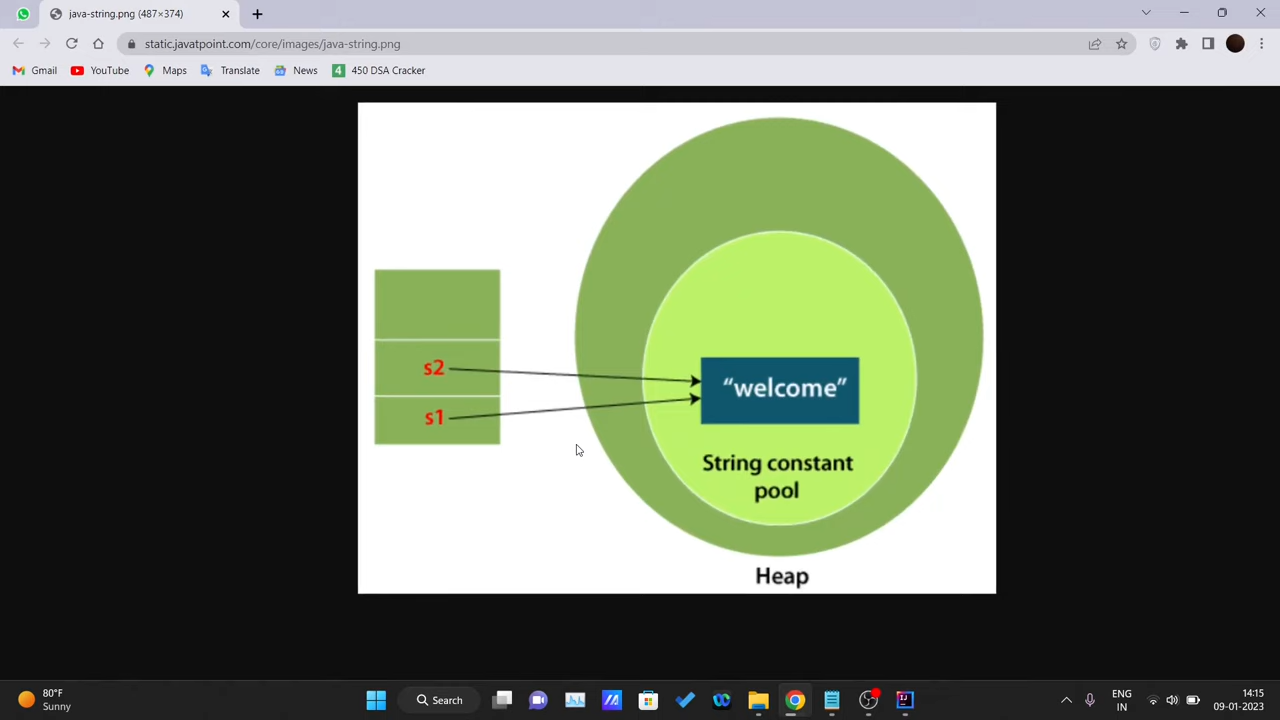 java-string.png (487×374)
static.javatpoint.com/core/images/java-string.png
Gmail YouTube Maps Translate News 4 450 DSA Cracker
s2
s1
“welcome”
String constant
pool
Heap
80°F
Sunny
Search
ENG
IN
14:15
09-01-2023